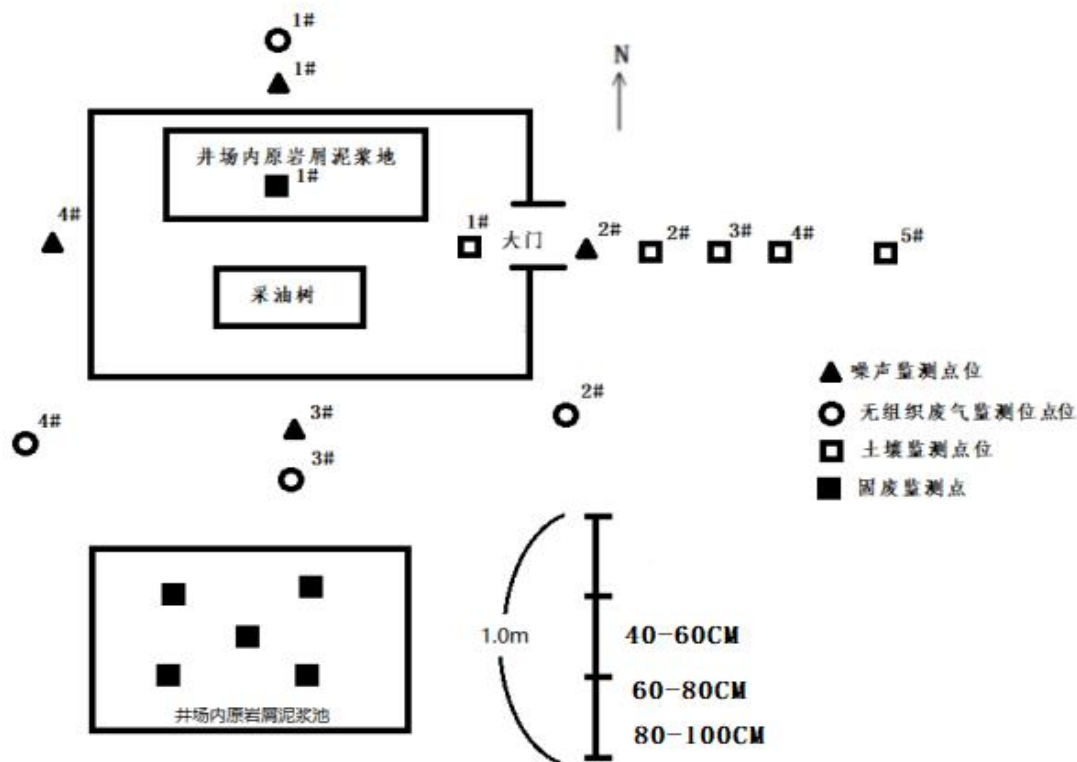 1#
N
1#
井场内原岩屑泥浆地
1#
4#
1#
大门
2#
2#
3#
4#
5#
采油树
噪声监测点位
2#
无组织废气监测位点位
4#
3#
土壤监测点位
3#
固废监测点
1.0m
40-60CM
60-80CM
井场内原岩屑泥浆池
80-100CM